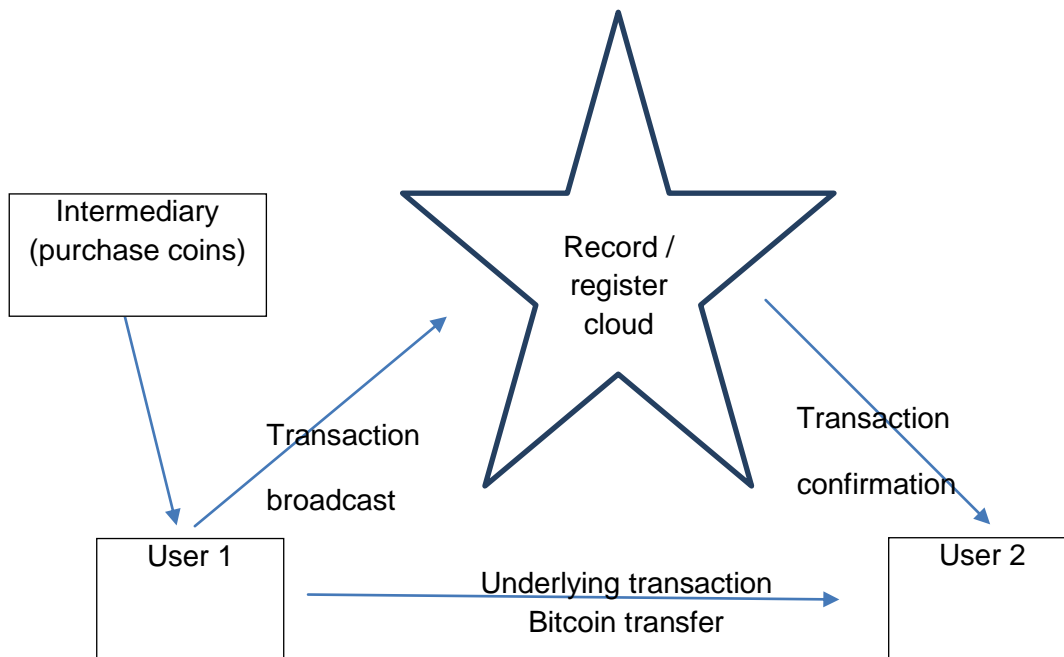 Intermediary
(purchase coins)
Record /
register
cloud
Transaction
broadcast
Transaction
confirmation
User 1
Underlying transaction
Bitcoin transfer
User 2